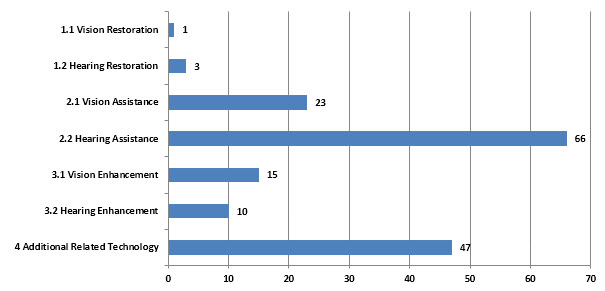 1.1 Vision Restoration 1
1.2 Hearing Restoration 3
2.1 Vision Assistance 23
2.2 Hearing Assistance 66
3.1 Vision Enhancement 15
3.2 Hearing Enhancement 10
4 Additional Related Technology 47
0 10 20 30 40 50 60 70